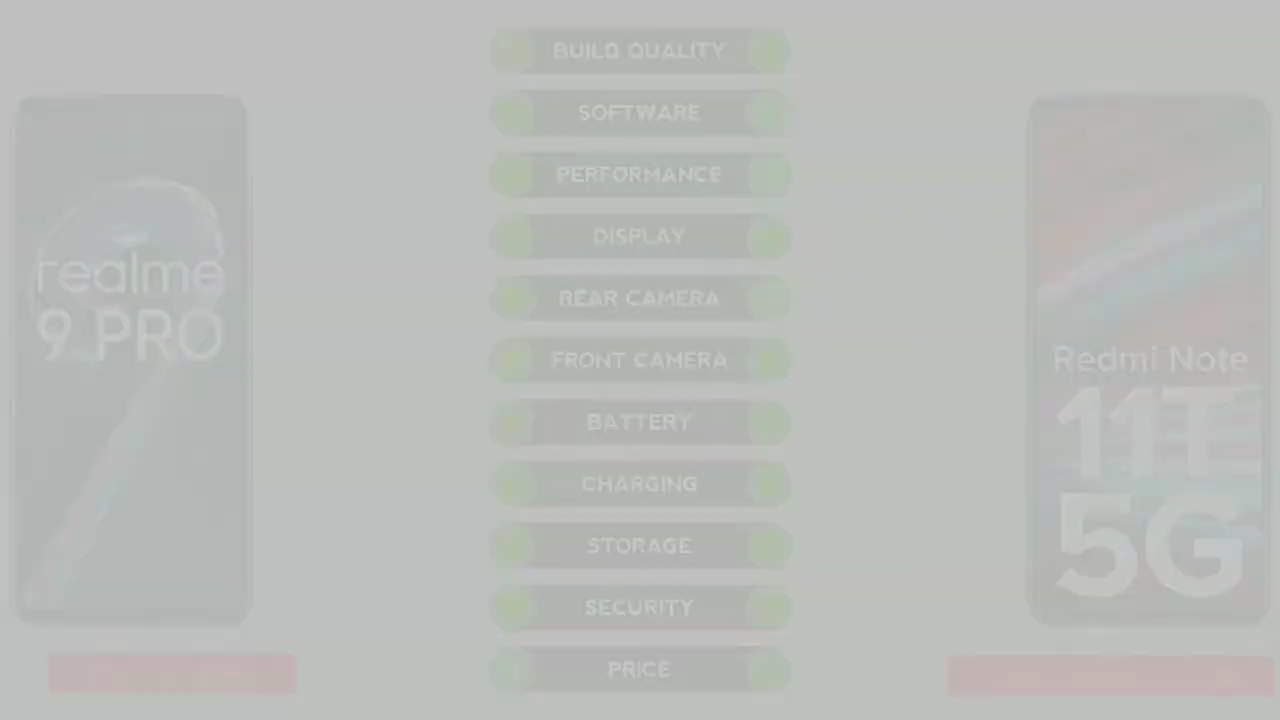 BUILD QUALITY
SOFTWARE
PERFORMANCE
DISPLAY
REAR CAMERA
FRONT CAMERA
BATTERY
CHARGING
STORAGE
SECURITY
PRICE
realme
9 PRO
Redmi Note
11T
5G